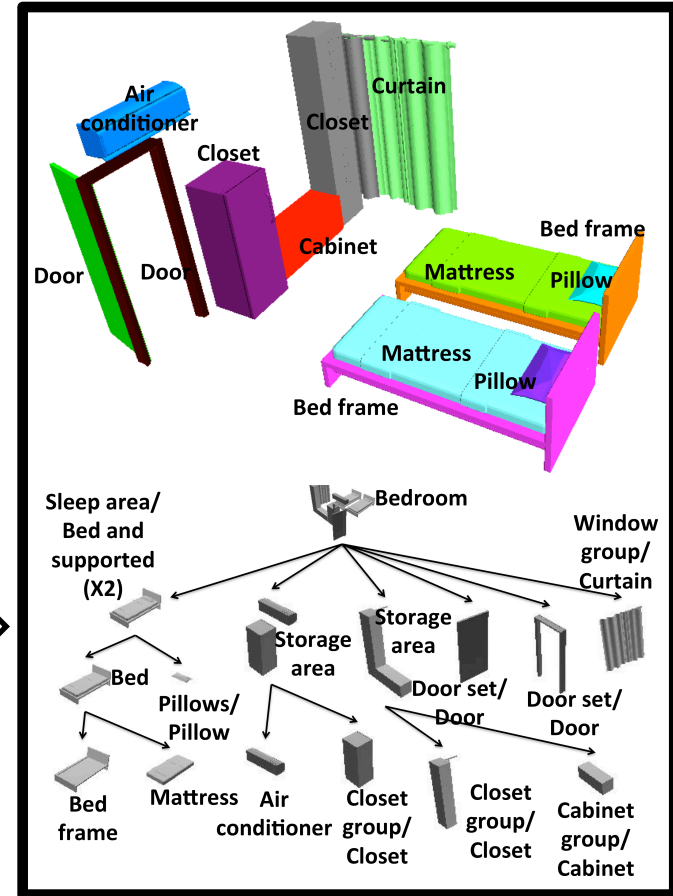 Air
conditioner
Curtain
Closet
Closet
Cabinet
Door
Door
Bed frame
Mattress
Pillow
Mattress
Pillow
Bed frame
Bedroom
Sleep area/
Bed and
supported
(X2)
Window
group/
Curtain
Storage
area
Storage
area
Bed
Pillows/
Pillow
Door set/
Door
Door set/
Door
Bed
frame
Mattress
Air
conditioner
Closet
group/
Closet
Closet
group/
Closet
Cabinet
group/
Cabinet